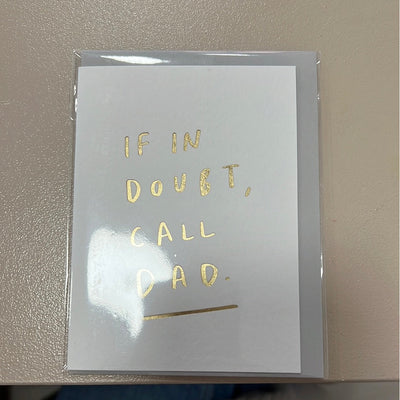 IF IN
DOUBT,
CALL
DAD.